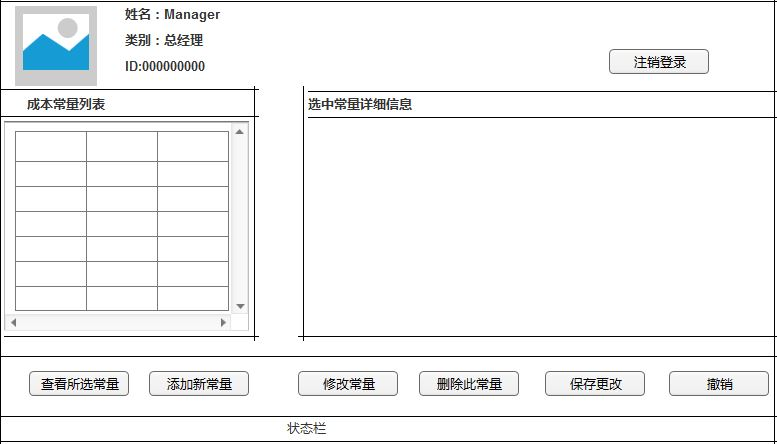 姓名：Manager
类别：总经理
ID:000000000
注销登录
成本常量列表
选中常量详细信息
查看所选常量
添加新常量
修改常量
删除此常量
保存更改
撤销
状态栏